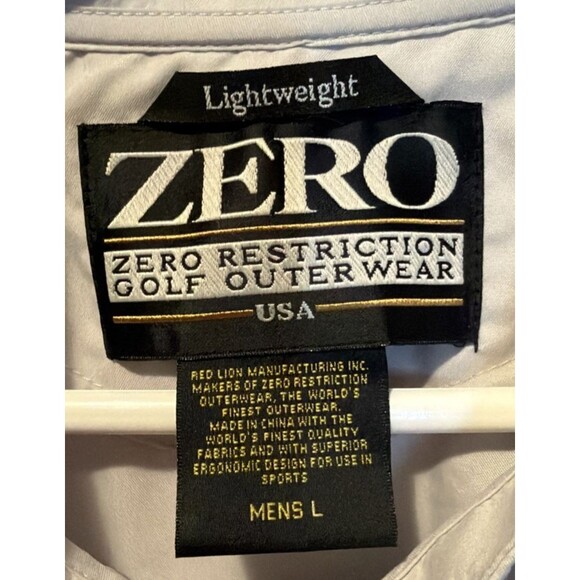 Lightweight
ZERO
ZERO RESTRICTION
GOLF OUTERWEAR
USA
RED LION MANUFACTURING INC.
MAKERS OF ZERO RESTRICTION
OUTERWEAR, THE WORLD'S
FINEST OUTERWEAR.
MADE IN CHINA WITH THE
WORLD'S FINEST QUALITY
FABRICS AND WITH SUPERIOR
ERGONOMIC DESIGN FOR USE IN
SPORTS
MENS L